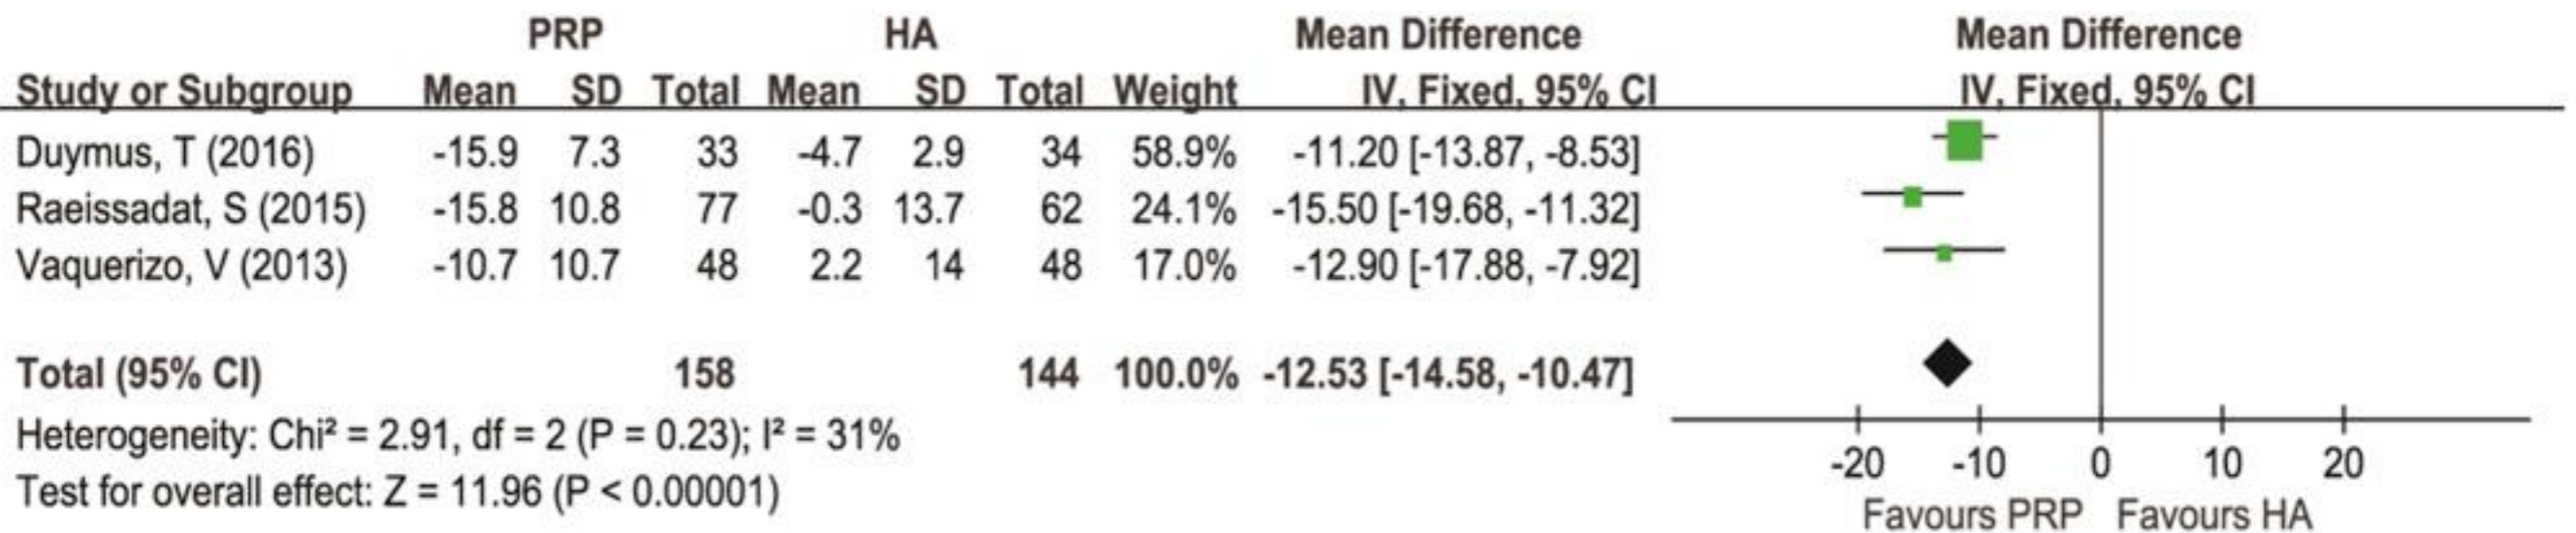 PRP HA Mean Difference Mean Difference
Study or Subgroup Mean SD Total Mean SD Total Weight IV, Fixed, 95% CI IV, Fixed, 95% CI
Duymus, T (2016) -15.9 7.3 33 -4.7 2.9 34 58.9% -11.20 [-13.87, -8.53]
Raeissadat, S (2015) -15.8 10.8 77 -0.3 13.7 62 24.1% -15.50 [-19.68, -11.32]
Vaquerizo, V (2013) -10.7 10.7 48 2.2 14 48 17.0% -12.90 [-17.88, -7.92]
Total (95% CI) 158 144 100.0% -12.53 [-14.58, -10.47]
Heterogeneity: Chi² = 2.91, df = 2 (P = 0.23); I² = 31%
Test for overall effect: Z = 11.96 (P < 0.00001)
-20 -10 0 10 20
Favours PRP Favours HA